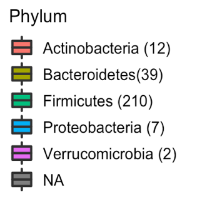 Phylum
Actinobacteria (12)
Bacteroidetes(39)
Firmicutes (210)
Proteobacteria (7)
Verrucomicrobia (2)
NA